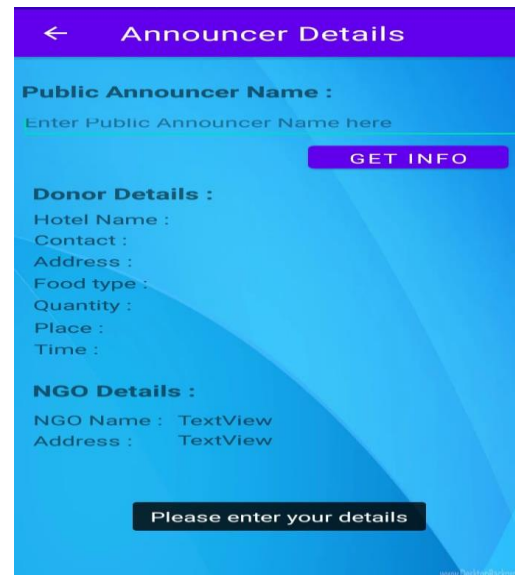 Announcer Details
Public Announcer Name :
Enter Public Announcer Name here
GET INFO
Donor Details :
Hotel Name :
Contact :
Address :
Food type :
Quantity :
Place :
Time :
NGO Details :
NGO Name : TextView
Address : TextView
Please enter your details